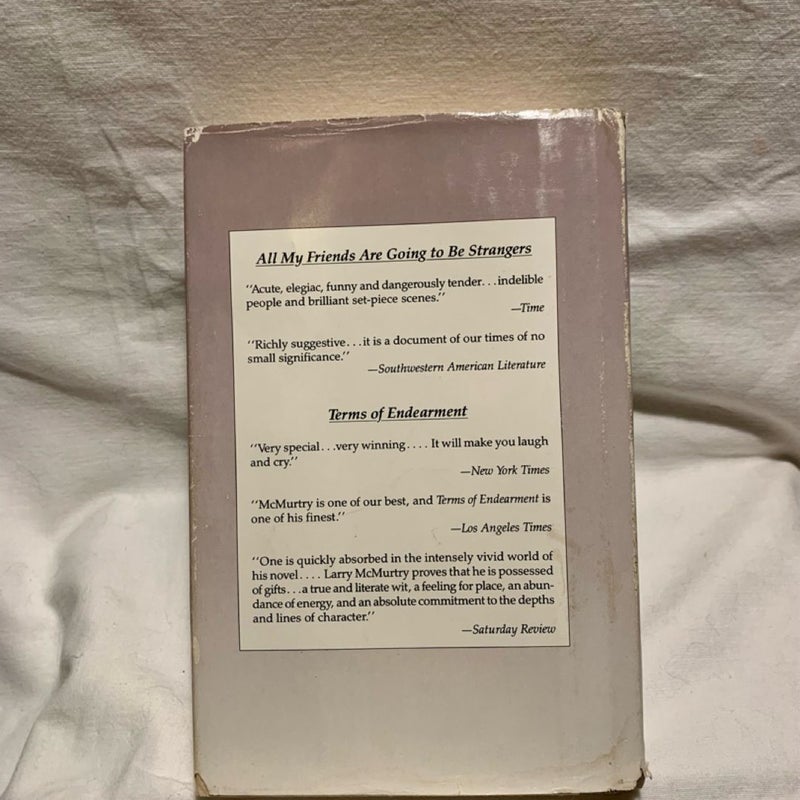 All My Friends Are Going to Be Strangers
"Acute, elegiac, funny and dangerously tender...indelible
people and brilliant set-piece scenes."
—Time
"Richly suggestive...it is a document of our times of no
small significance."
—Southwestern American Literature
Terms of Endearment
"Very special...very winning.... It will make you laugh
and cry."
—New York Times
"McMurtry is one of our best, and Terms of Endearment is
one of his finest."
—Los Angeles Times
"One is quickly absorbed in the intensely vivid world of
his novel.... Larry McMurtry proves that he is possessed
of gifts...a true and literate wit, a feeling for place, an abun-
dance of energy, and an absolute commitment to the depths
and lines of character."
—Saturday Review